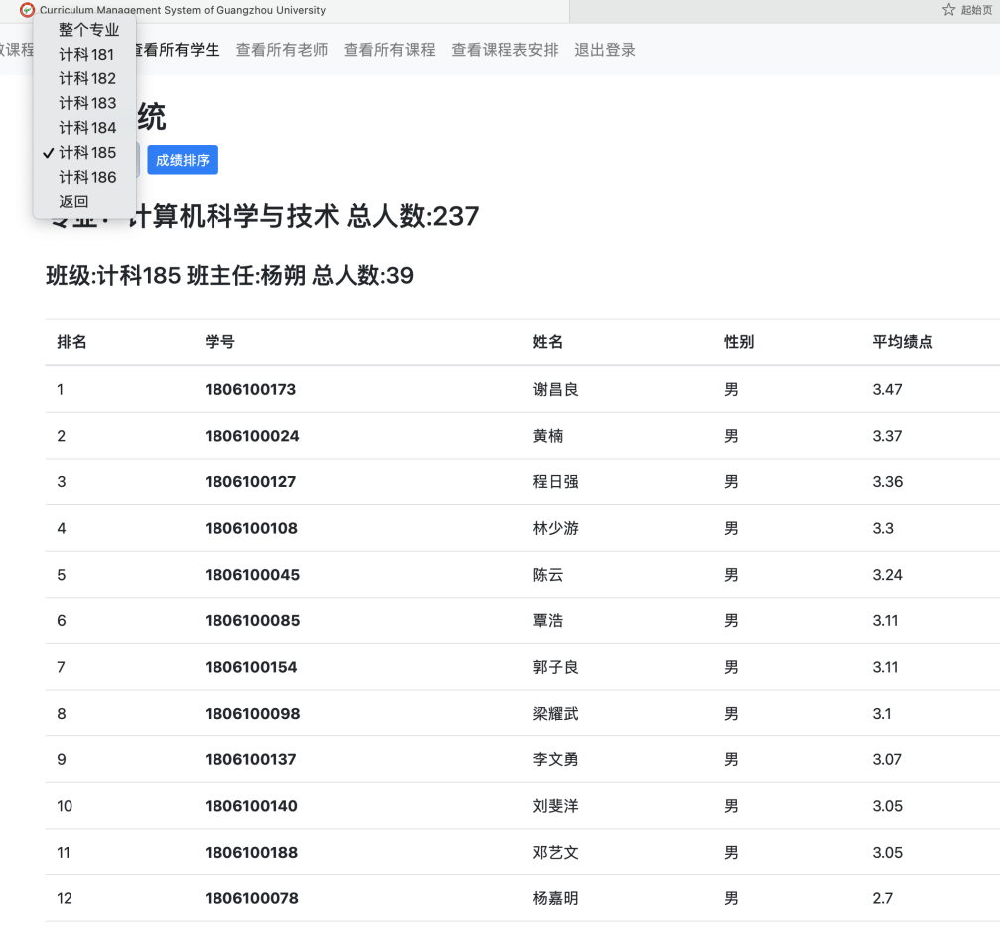 Curriculum Management System of Guangzhou University
起始页
整个专业
计科181
计科182
计科183
计科184
计科185
计科186
返回
课程
查看所有学生 查看所有老师 查看所有课程 查看课程表安排 退出登录
统
成绩排序
专业: 计算机科学与技术 总人数:237
班级:计科185 班主任:杨朔 总人数:39
排名 学号 姓名 性别 平均绩点
1 1806100173 谢昌良 男 3.47
2 1806100024 黄楠 男 3.37
3 1806100127 程日强 男 3.36
4 1806100108 林少游 男 3.3
5 1806100045 陈云 男 3.24
6 1806100085 覃浩 男 3.11
7 1806100154 郭子良 男 3.11
8 1806100098 梁耀武 男 3.1
9 1806100137 李文勇 男 3.07
10 1806100140 刘斐洋 男 3.05
11 1806100188 邓艺文 男 3.05
12 1806100078 杨嘉明 男 2.7